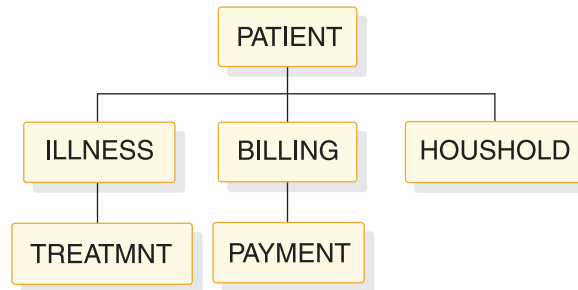 PATIENT
ILLNESS
BILLING
HOUSHOLD
TREATMNT
PAYMENT